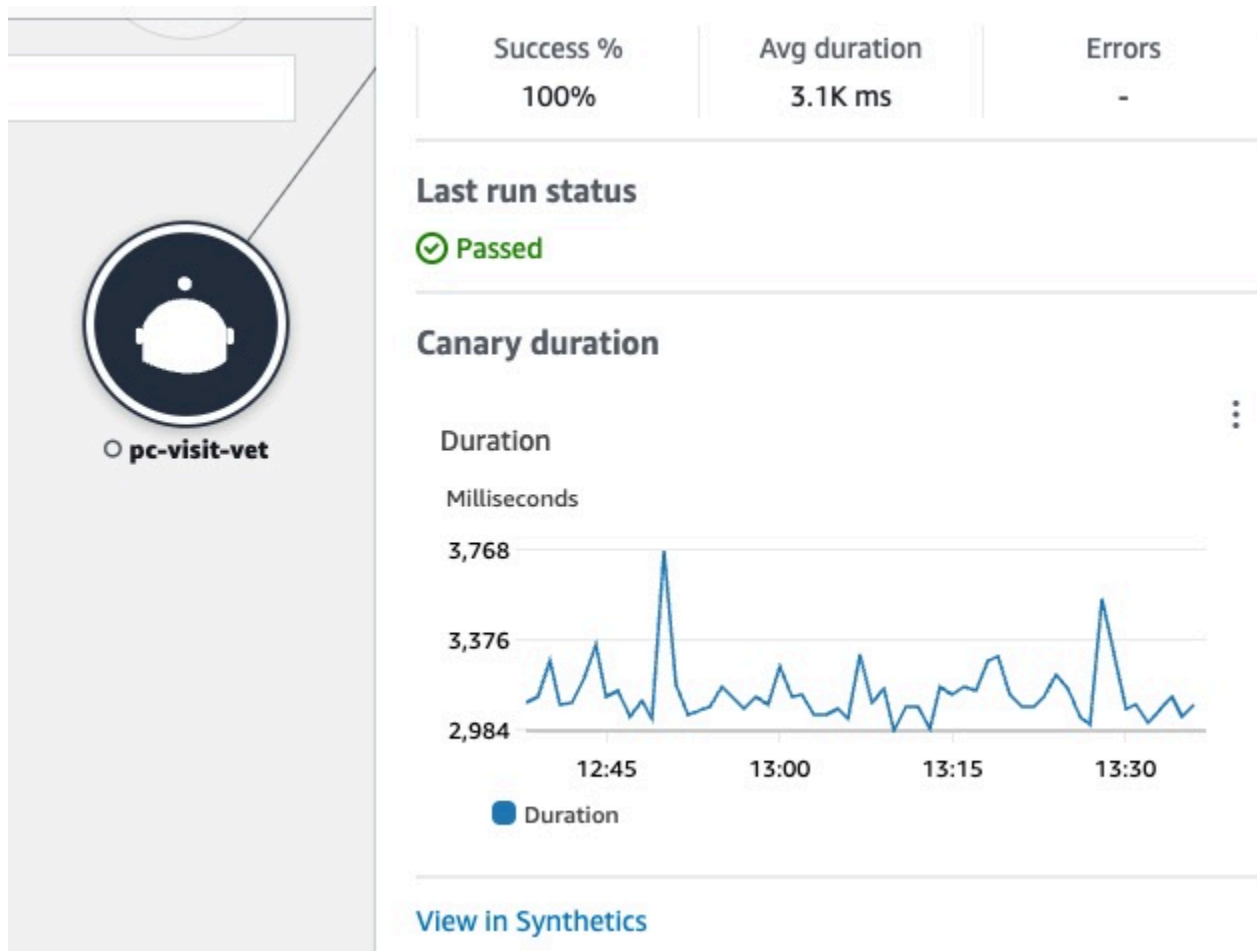 Success %
Avg duration
Errors
100%
3.1K ms
-
Last run status
Passed
pc-visit-vet
Canary duration
Duration
Milliseconds
3,768
3,376
2,984
12:45
13:00
13:15
13:30
Duration
View in Synthetics